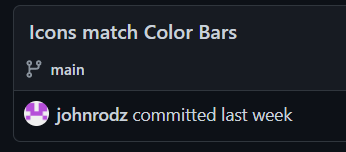 Icons match Color Bars
main
johnrodz committed last week